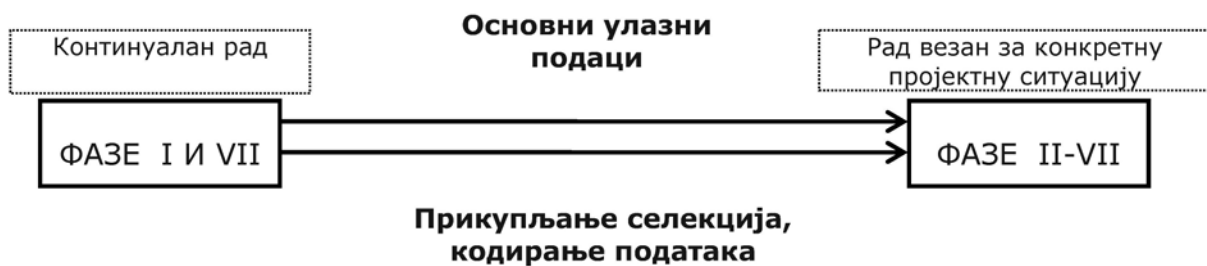 Основни улазни
подаци
Континуалан рад
Рад везан за конкретну
пројектну ситуацију
ФАЗЕ I И VII
ФАЗЕ II-VII
Прикупљање селекција,
кодирање података